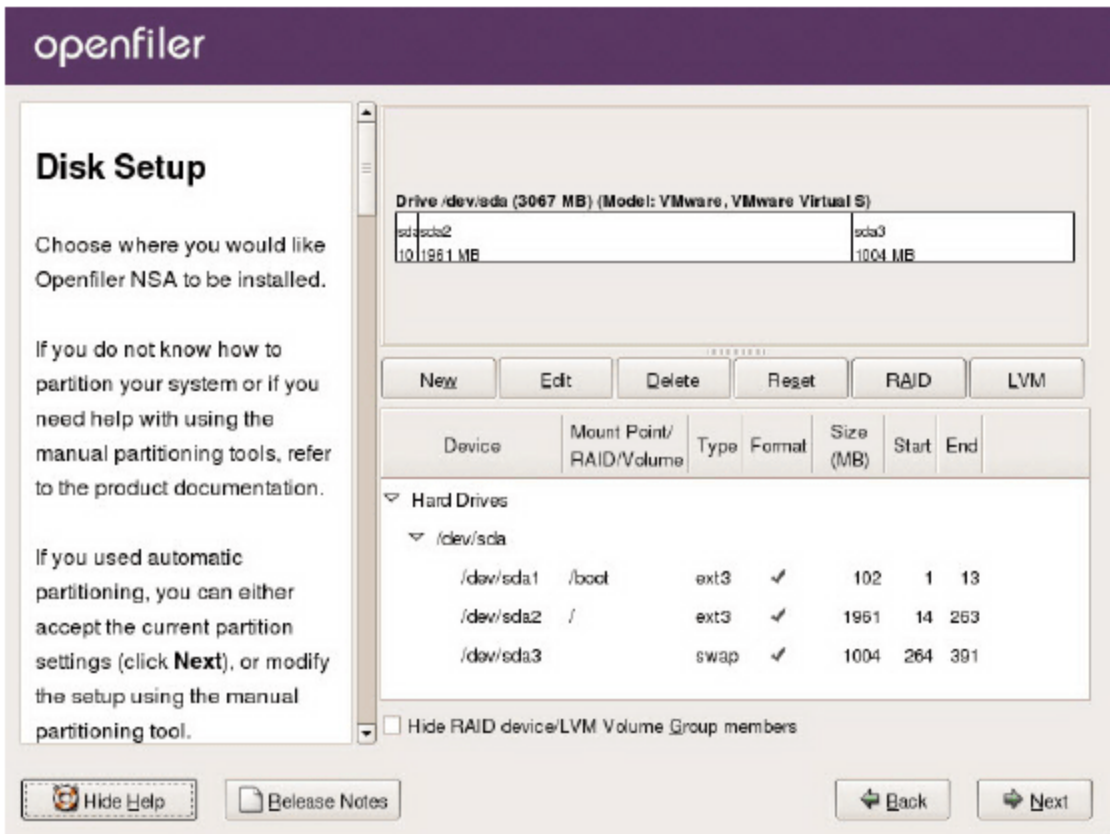 openfiler
Disk Setup
Choose where you would like
Openfiler NSA to be installed.
If you do not know how to
partition your system or if you
need help with using the
manual partitioning tools, refer
to the product documentation.
If you used automatic
partitioning, you can either
accept the current partition
settings (click Next), or modify
the setup using the manual
partitioning tool.
Drive /dev/sda (3067 MB) (Model: VMware, VMware Virtual S)
sda sda2 sda3
10 1961 MB 1004 MB
New Edit Delete Reset RAID LVM
Device Mount Point/ RAID/Volume Type Format Size (MB) Start End
Hard Drives
/dev/sda
/dev/sda1 /boot ext3 ✓ 102 1 13
/dev/sda2 / ext3 ✓ 1961 14 263
/dev/sda3 swap ✓ 1004 264 391
Hide RAID device/LVM Volume Group members
Hide Help Release Notes Back Next